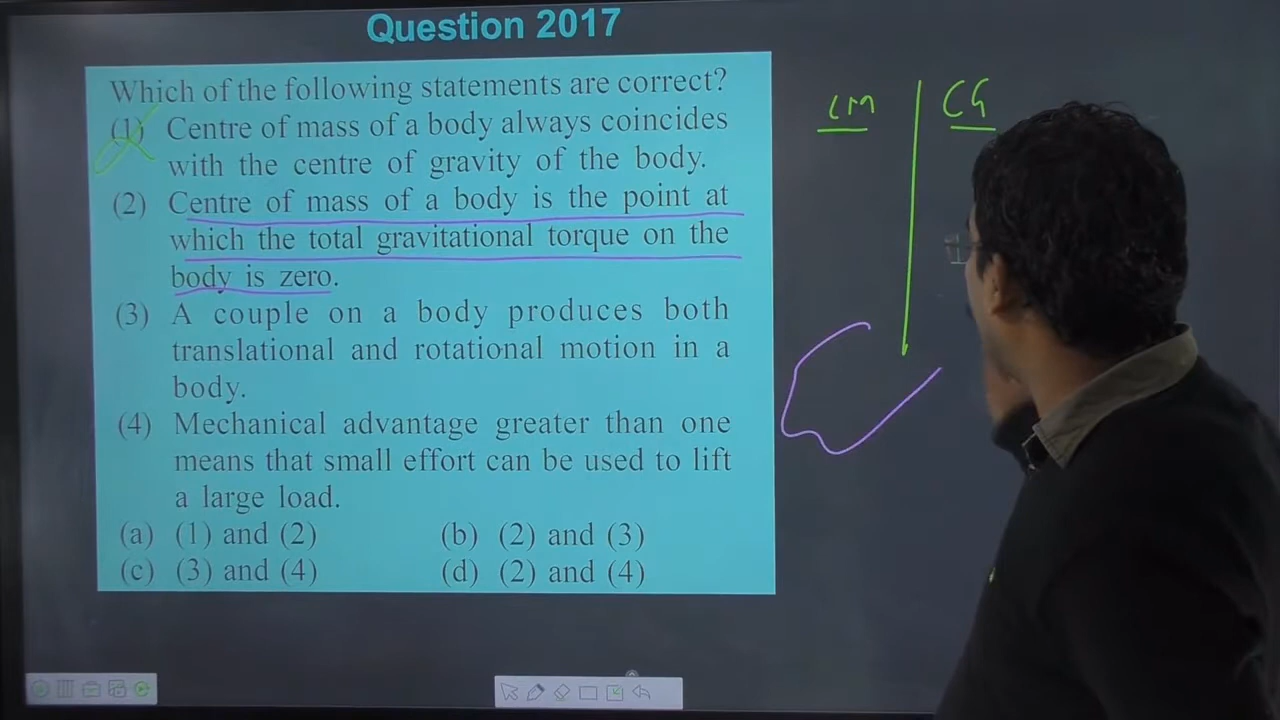 Question 2017
Which of the following statements are correct?
(1) Centre of mass of a body always coincides
with the centre of gravity of the body.
(2) Centre of mass of a body is the point at
which the total gravitational torque on the
body is zero.
(3) A couple on a body produces both
translational and rotational motion in a
body.
(4) Mechanical advantage greater than one
means that small effort can be used to lift
a large load.
(a) (1) and (2) (b) (2) and (3)
(c) (3) and (4) (d) (2) and (4)
CM CG